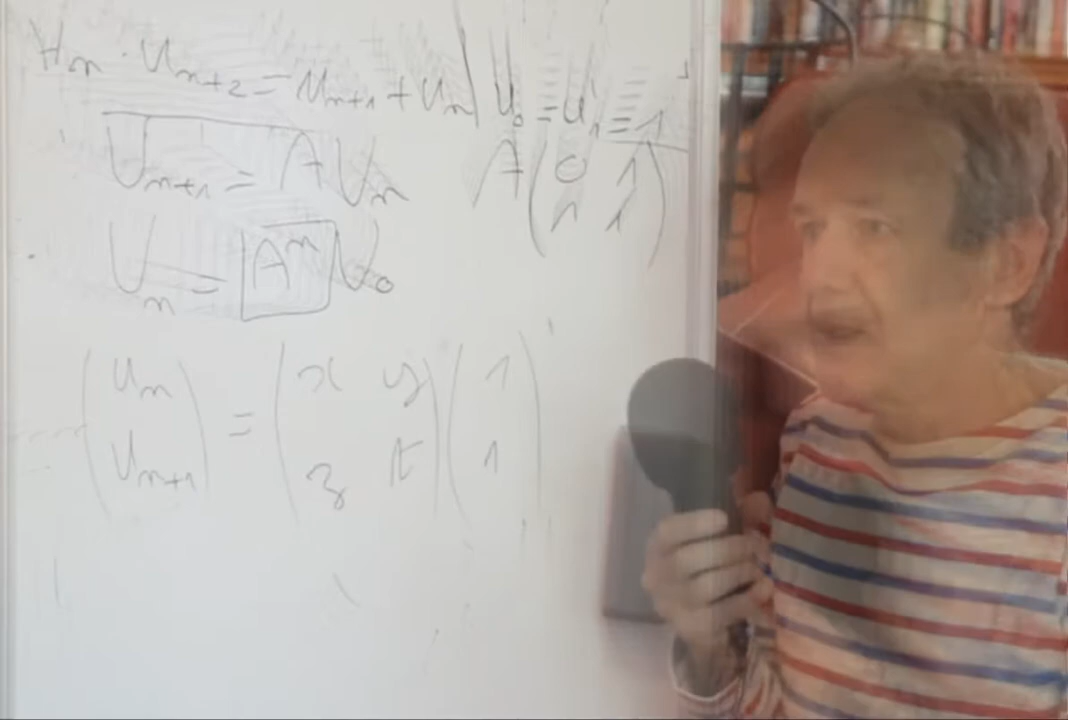 ∀n u_{n+2} = u_{n+1} + u_n | u_0 = u_1 = 1
U_{n+1} = A U_n A (0 1
1 1)
U_n = A^n U_0
(u_n
u_{n+1}) = (x y
z t) (1
1)